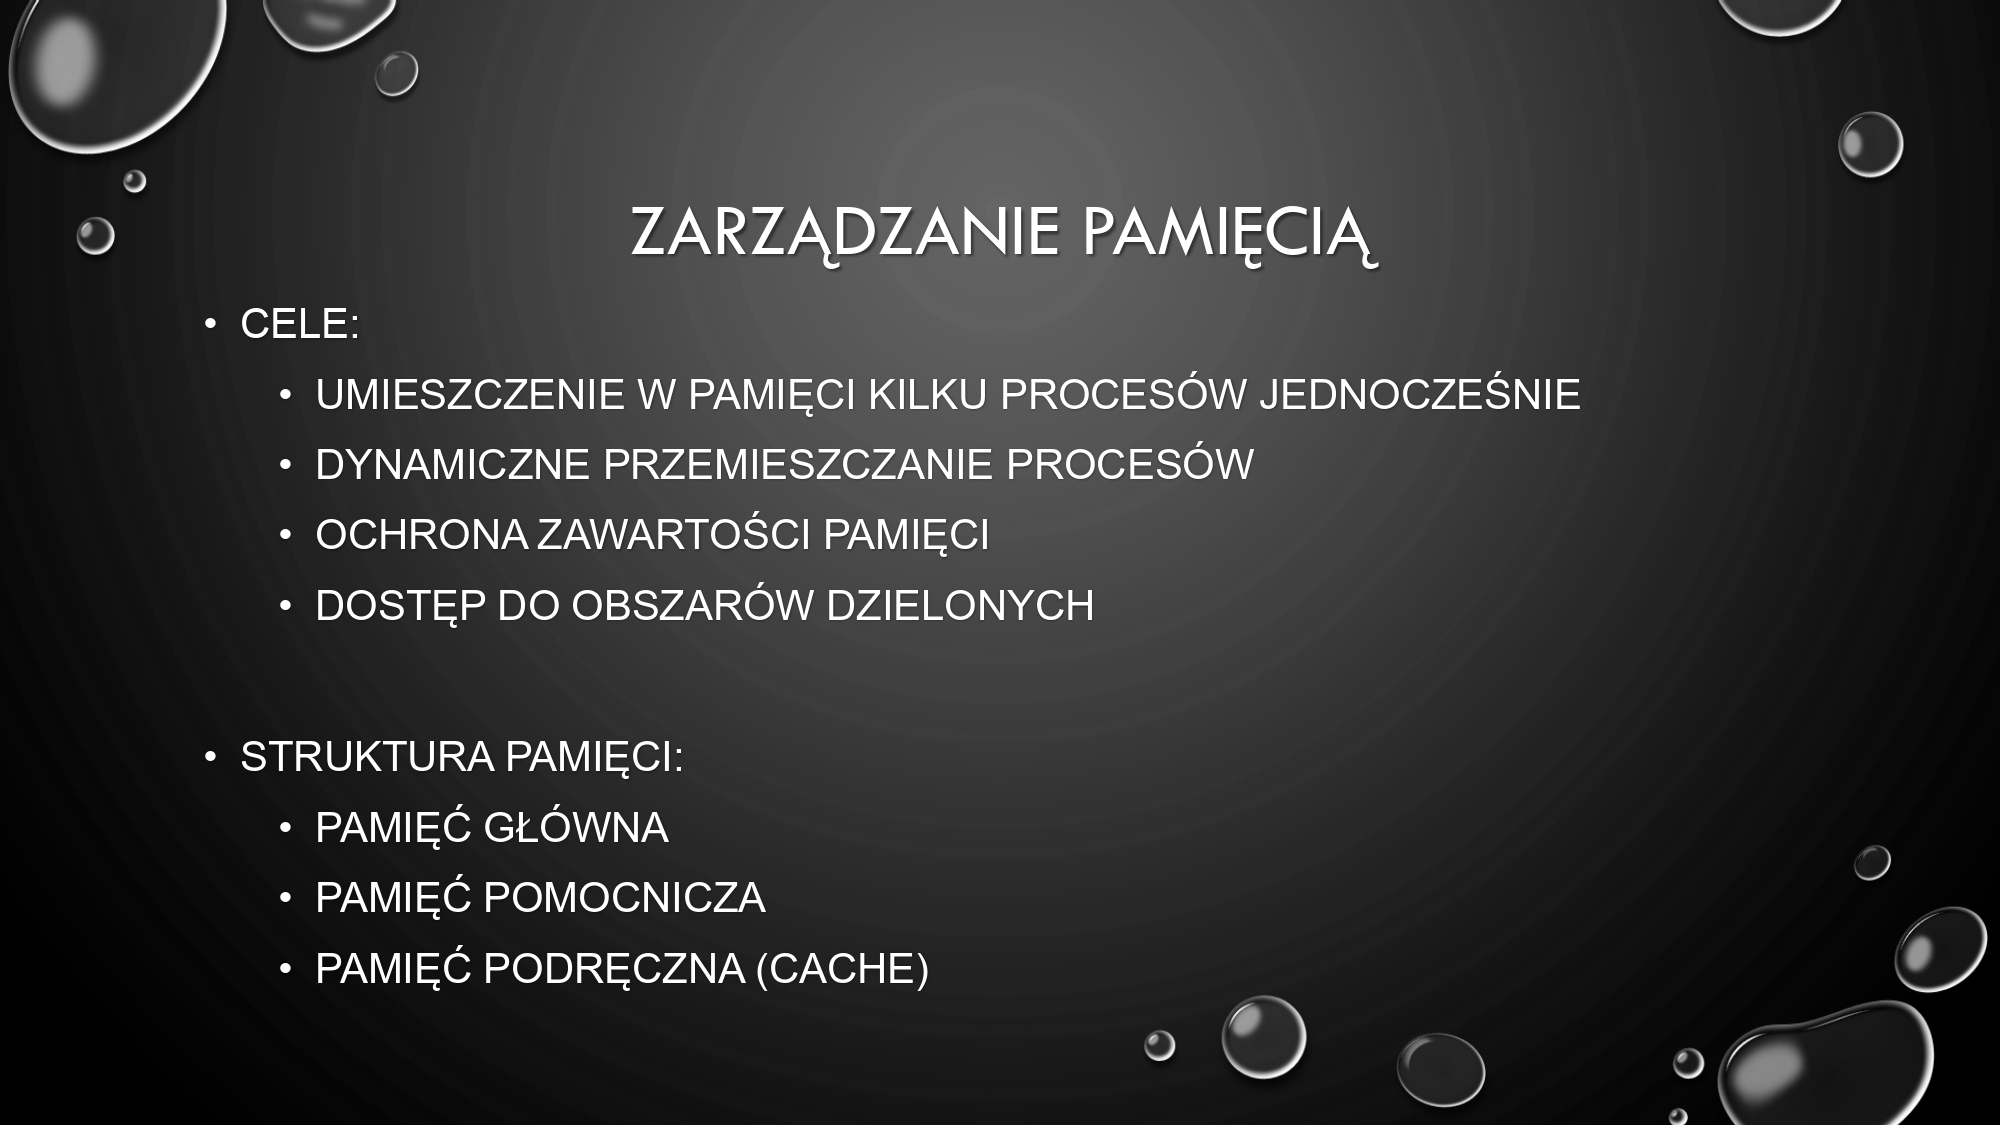 ZARZĄDZANIE PAMIĘCIĄ
• CELE:
• UMIESZCZENIE W PAMIĘCI KILKU PROCESÓW JEDNOCZEŚNIE
• DYNAMICZNE PRZEMIESZCZANIE PROCESÓW
• OCHRONA ZAWARTOŚCI PAMIĘCI
• DOSTĘP DO OBSZARÓW DZIELONYCH
• STRUKTURA PAMIĘCI:
• PAMIĘĆ GŁÓWNA
• PAMIĘĆ POMOCNICZA
• PAMIĘĆ PODRĘCZNA (CACHE)